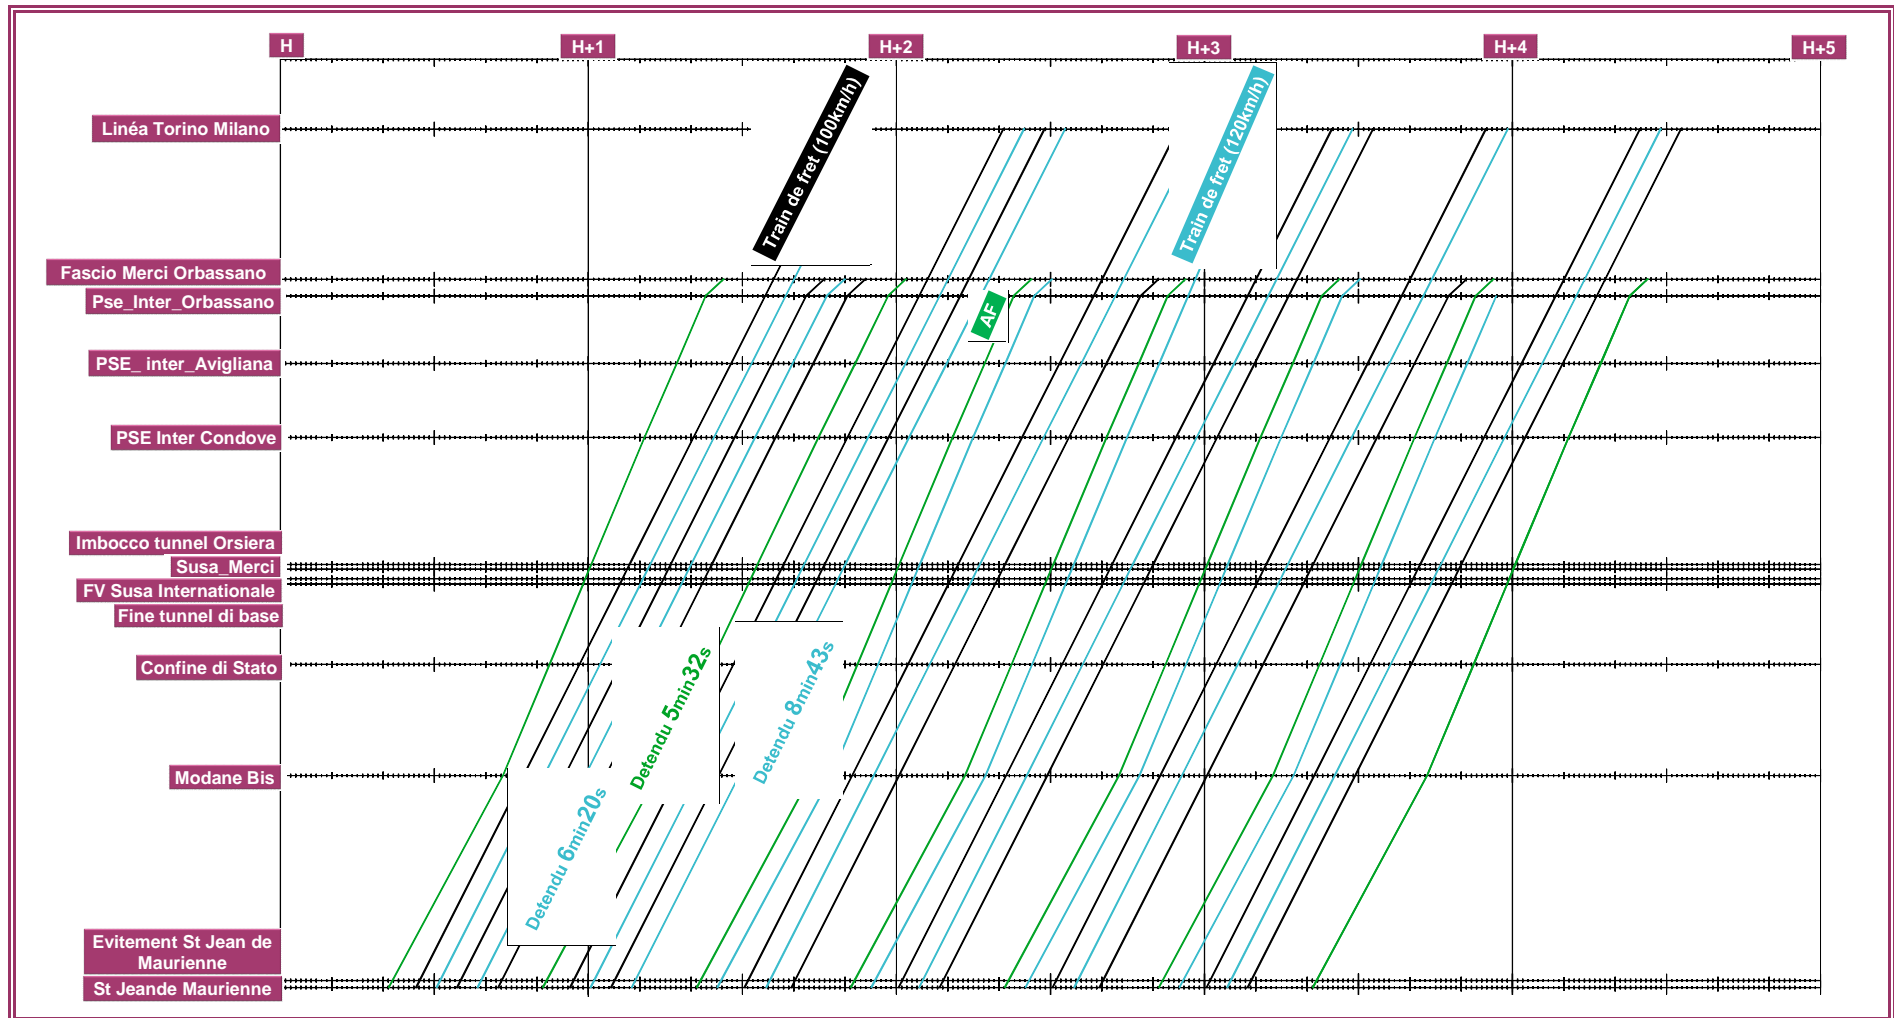 H
H+1
H+2
H+3
H+4
H+5
Linéa Torino Milano
Train de fret (100km/h)
Train de fret (120km/h)
Fascio Merci Orbassano
Pse_Inter_Orbassano
AF
PSE_ inter_Avigliana
PSE Inter Condove
Imbocco tunnel Orsiera
Susa_Merci
FV Susa Internationale
Fine tunnel di base
Confine di Stato
Detendu 5min32s
Detendu 8min43s
Modane Bis
Detendu 6min20s
Evitement St Jean de
Maurienne
St Jeande Maurienne